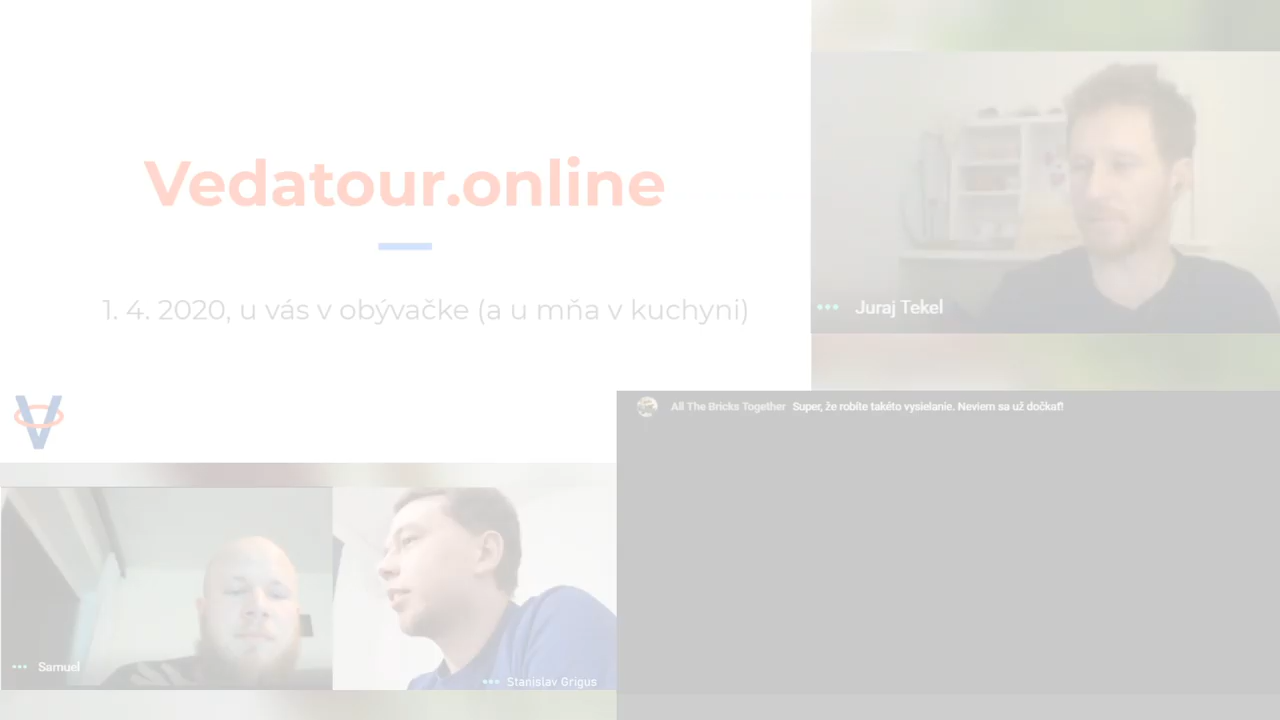 Vedatour.online
1. 4. 2020, u vás v obývačke (a u mňa v kuchyni)
Juraj Tekel
All The Bricks Together Super, že robíte takéto vysielanie. Neviem sa už dočkať!
Samuel
Stanislav Grigus